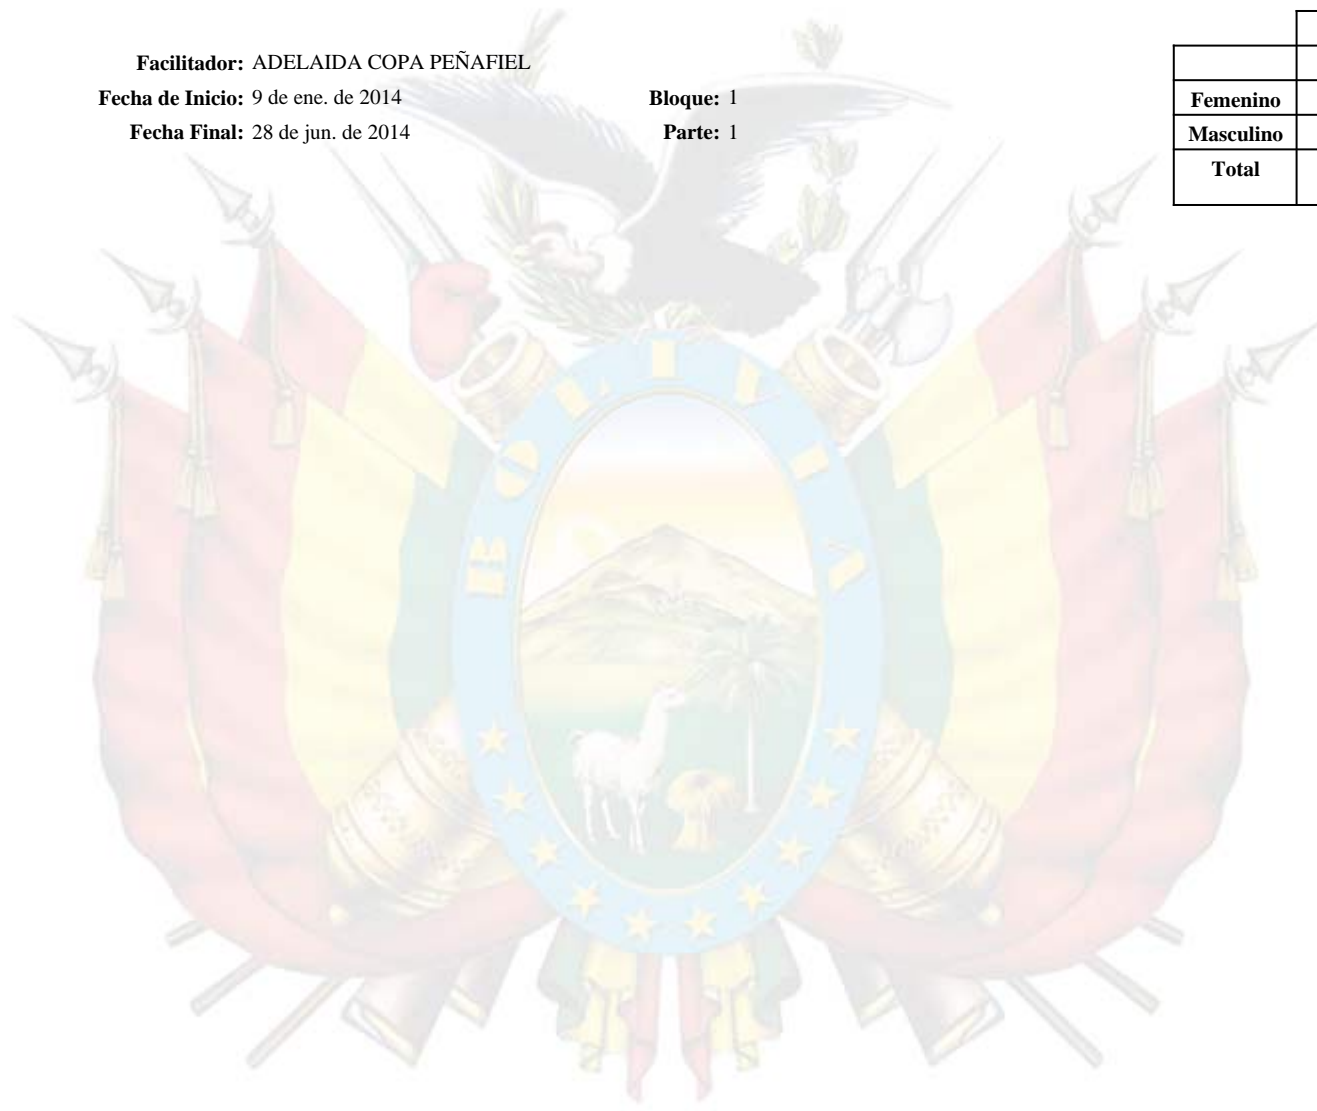 Facilitador: ADELAIDA COPA PEÑAFIEL
Fecha de Inicio: 9 de ene. de 2014 Bloque: 1
Fecha Final: 28 de jun. de 2014 Parte: 1
Femenino
Masculino
Total
BOLIVIA